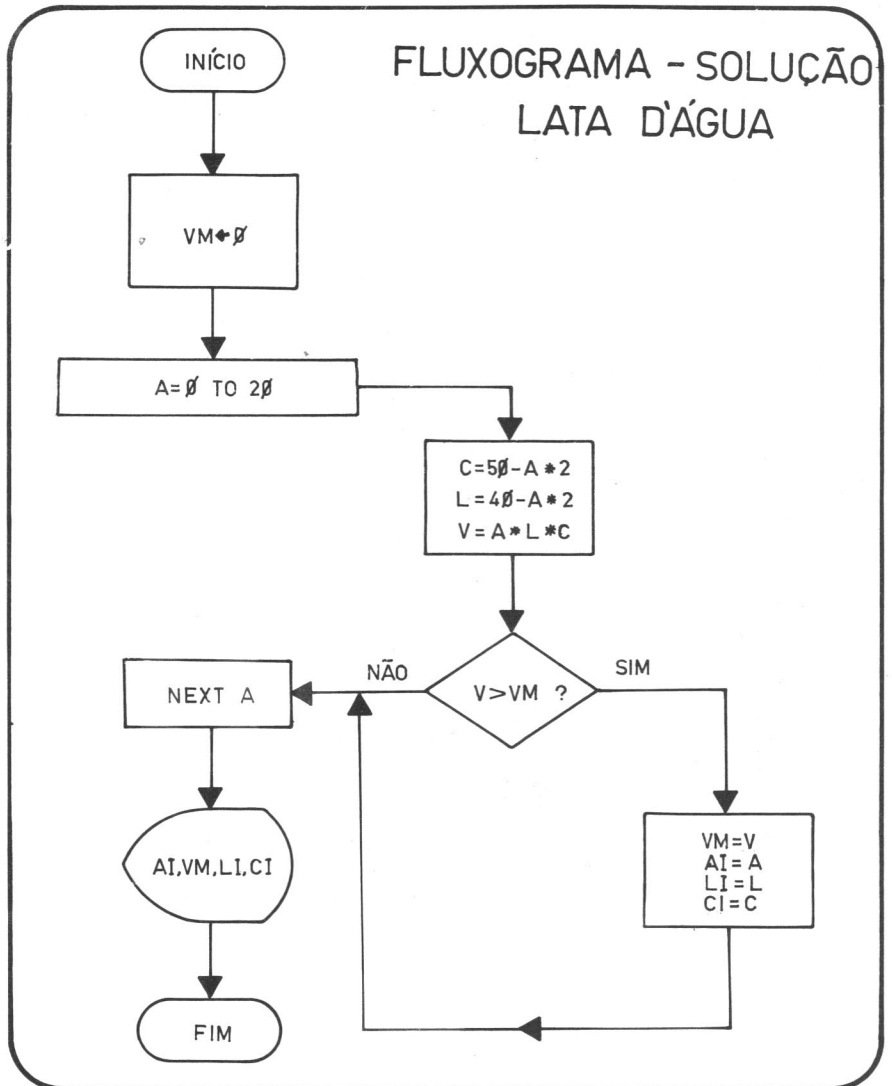 FLUXOGRAMA - SOLUÇÃO
LATA D'ÁGUA
INÍCIO
VM←Ø
A=Ø TO 2Ø
C=5Ø-A*2
L=4Ø-A*2
V=A*L*C
V>VM ?
NÃO
SIM
NEXT A
VM=V
AI=A
LI=L
CI=C
AI,VM,LI,CI
FIM